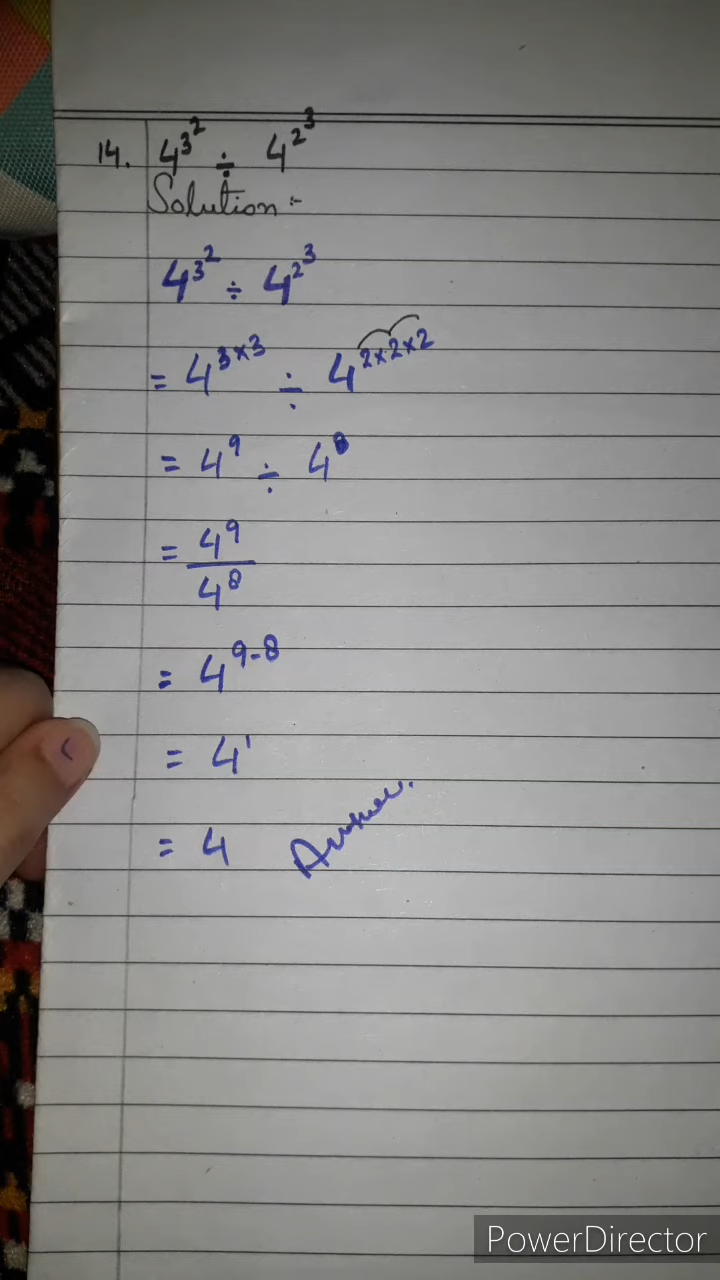 14. 4^3^2 ÷ 4^2^3
Solution :-
4^3^2 ÷ 4^2^3
= 4^3×3 ÷ 4^2×2×2
= 4^9 ÷ 4^8
= 4^9
4^8
= 4^9-8
= 4^1
= 4 Answer.
PowerDirector